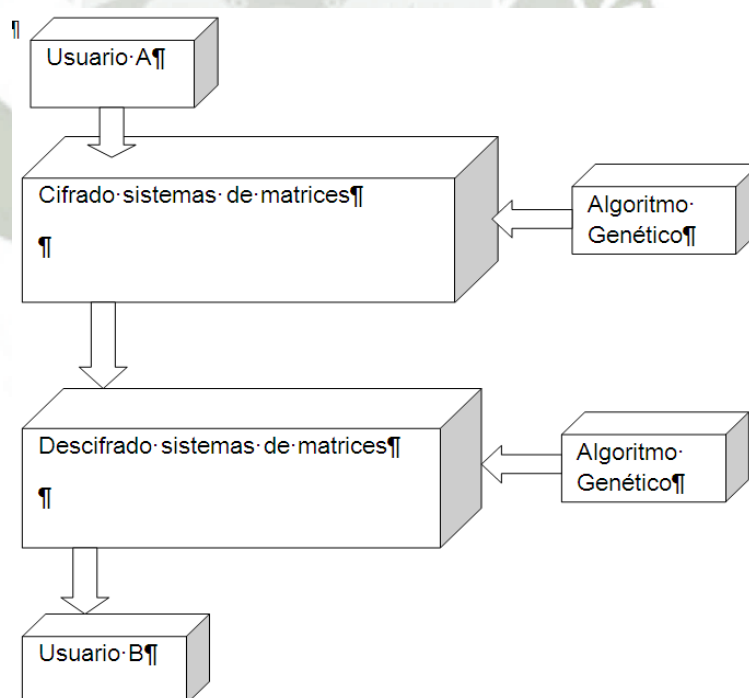 ¶
Usuario·A¶
Cifrado·sistemas·de·matrices¶
¶
Algoritmo·
Genético¶
Descifrado·sistemas·de·matrices¶
¶
Algoritmo·
Genético¶
Usuario·B¶